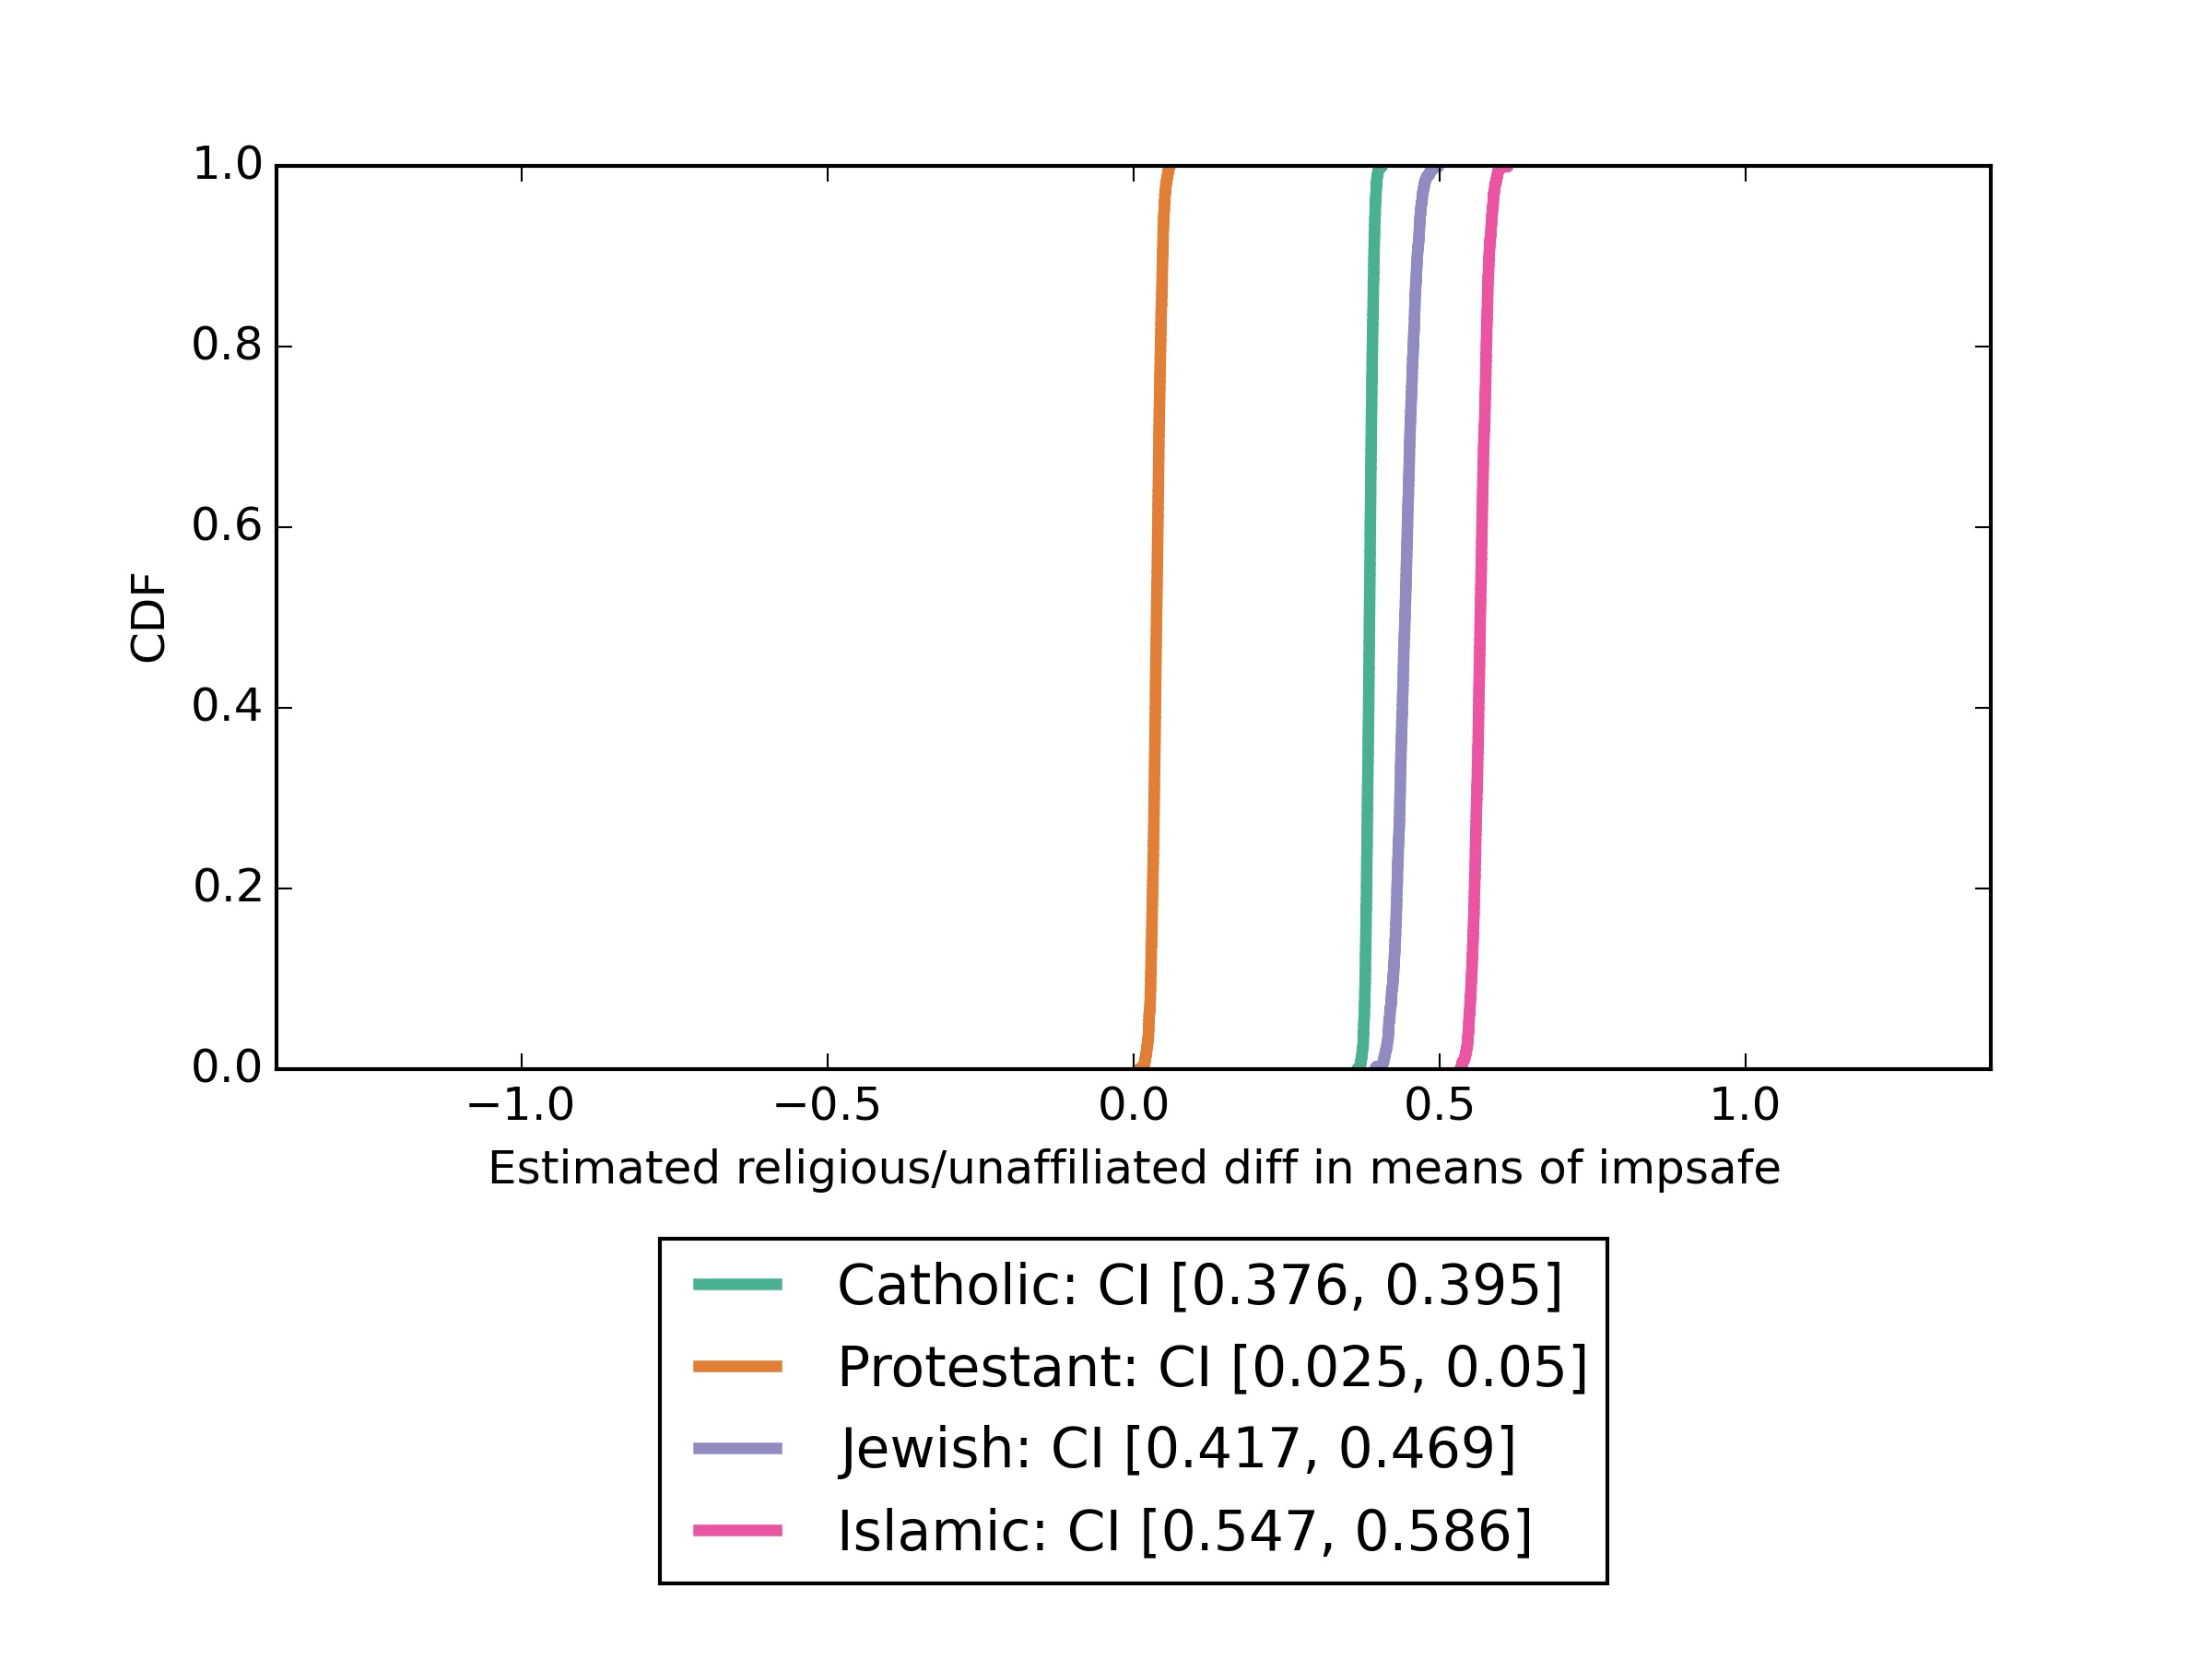 1.0
0.8
0.6
0.4
0.2
0.0
CDF
−1.0 −0.5 0.0 0.5 1.0
Estimated religious/unaffiliated diff in means of impsafe
Catholic: CI [0.376, 0.395]
Protestant: CI [0.025, 0.05]
Jewish: CI [0.417, 0.469]
Islamic: CI [0.547, 0.586]